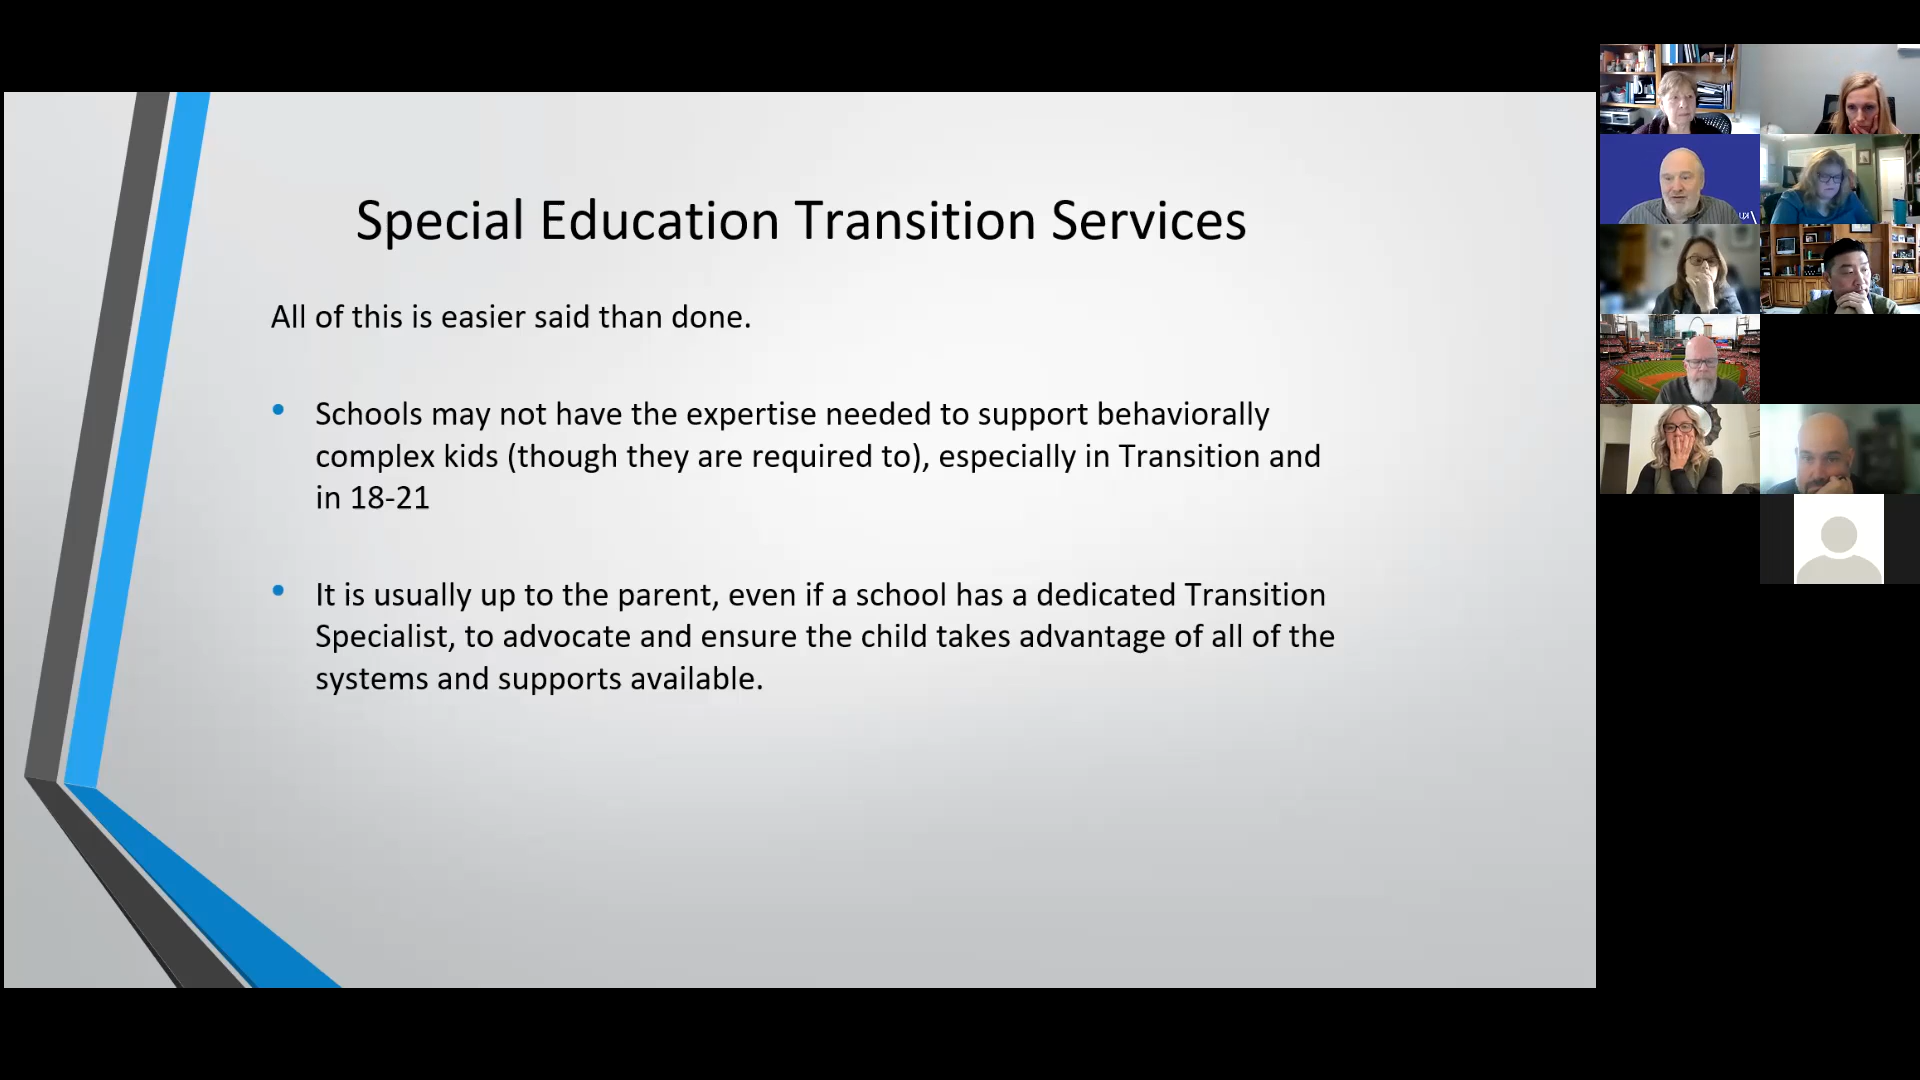 Special Education Transition Services
All of this is easier said than done.
• Schools may not have the expertise needed to support behaviorally
complex kids (though they are required to), especially in Transition and
in 18-21
• It is usually up to the parent, even if a school has a dedicated Transition
Specialist, to advocate and ensure the child takes advantage of all of the
systems and supports available.